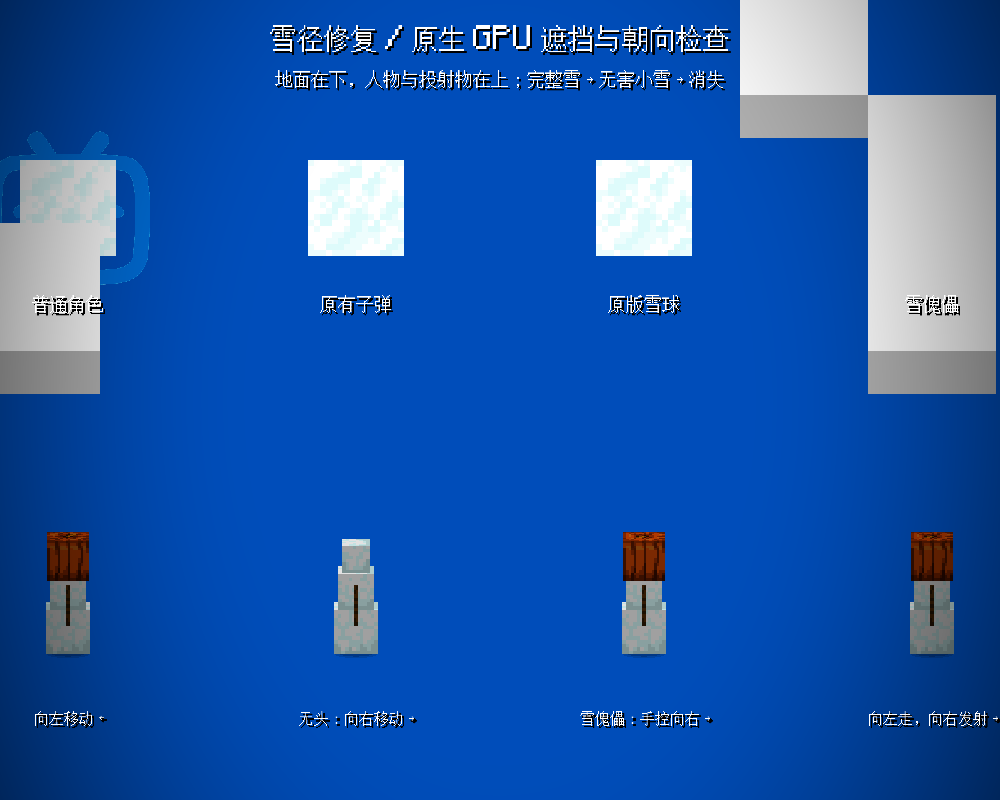 雪径修复 / 原生 GPU 遮挡与朝向检查
地面在下，人物与投射物在上；完整雪 → 无害小雪 → 消失
普通角色
原有子弹
原版雪球
雪傀儡
向左移动 ←
无头：向右移动 →
雪傀儡：手控向右 →
向左走，向右发射 →